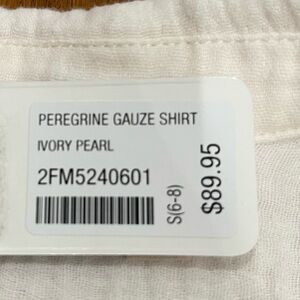 PEREGRINE GAUZE SHIRT
IVORY PEARL
2FM5240601
S(6-8)
$89.95